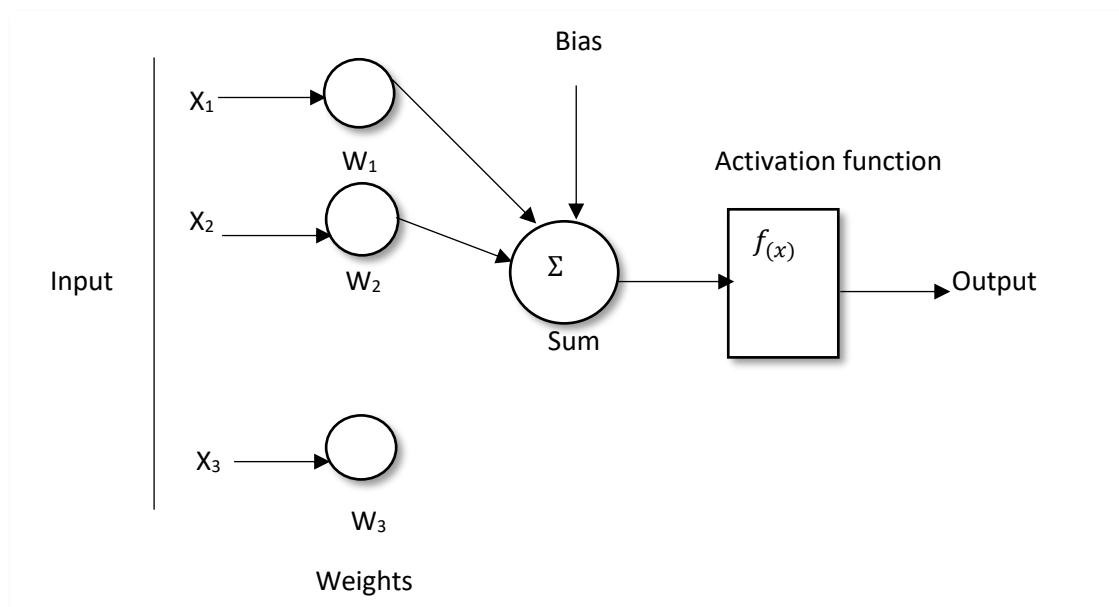 Bias
X₁
W₁
Activation function
X₂
f₍ₓ₎
Input
W₂
Σ
Output
Sum
X₃
W₃
Weights